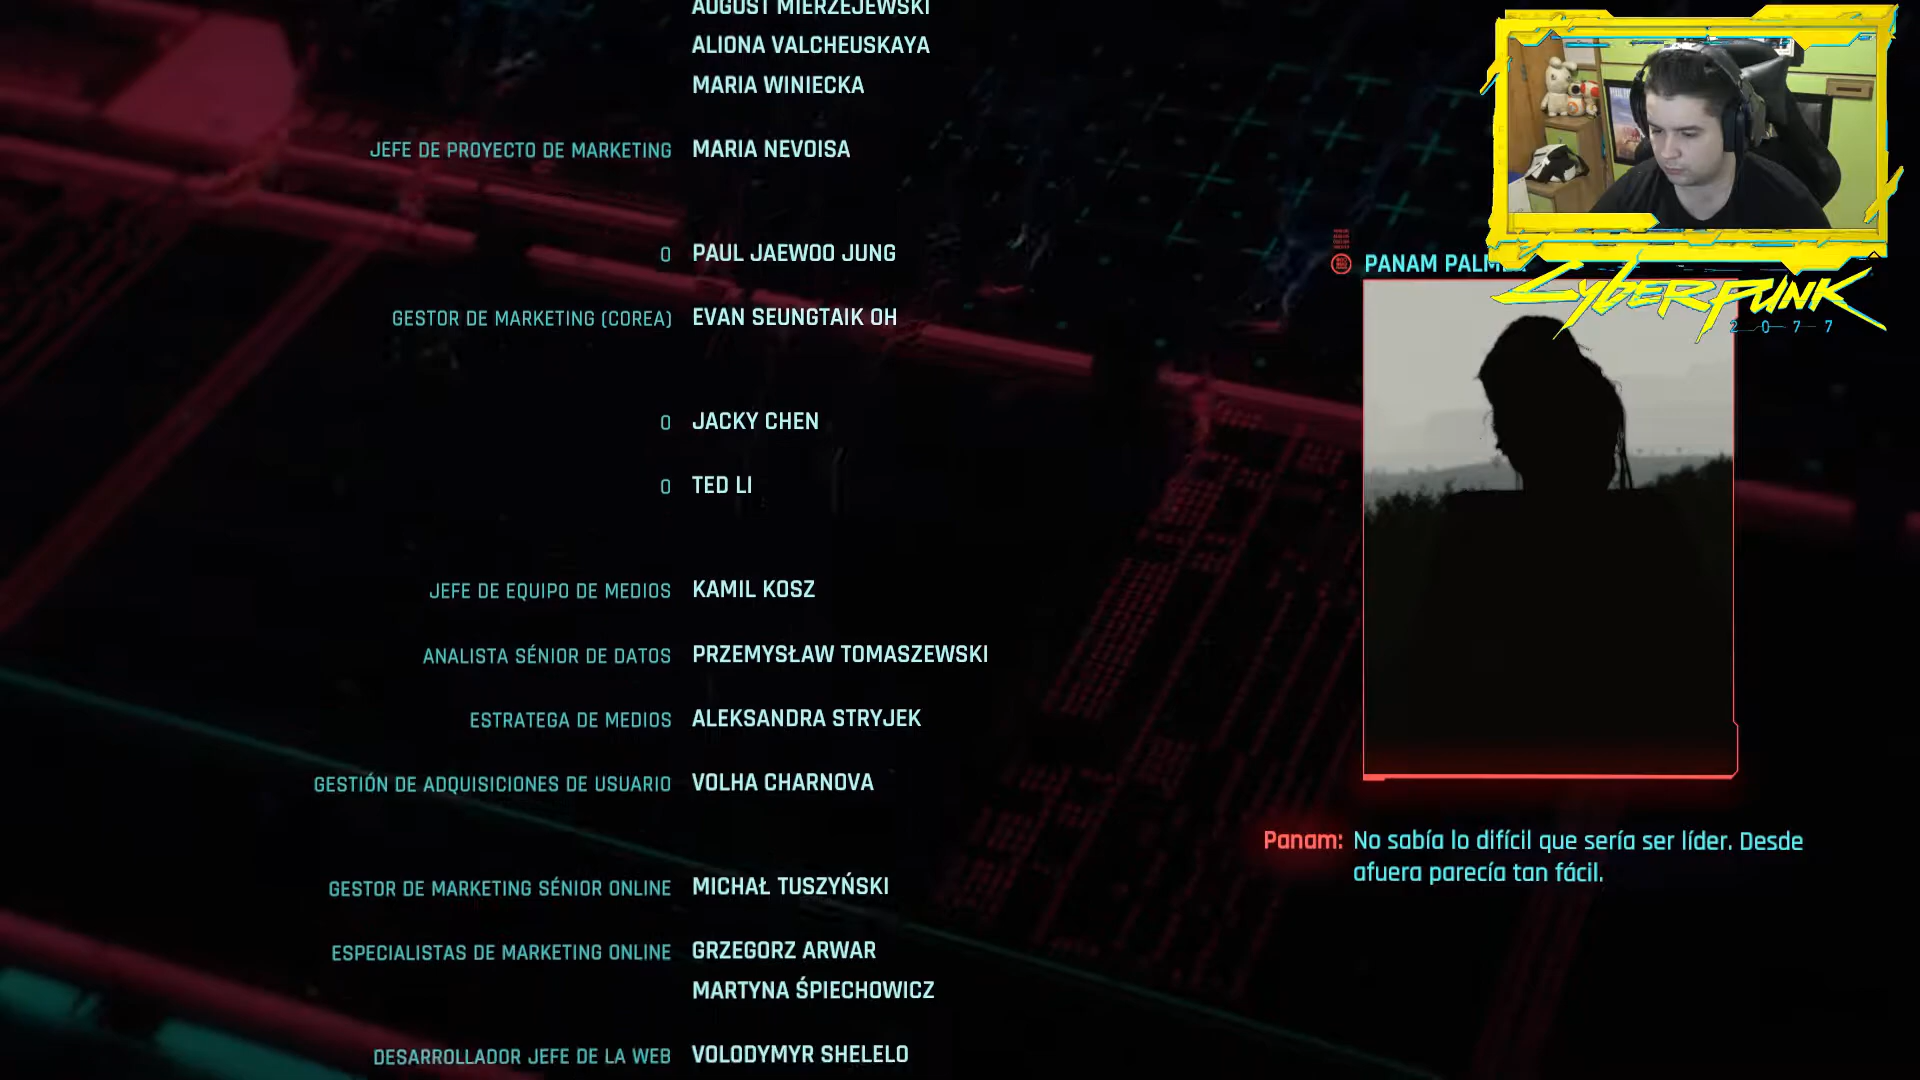 AUGUST MIERZEJEWSKI
ALIONA VALCHEUSKAYA
MARIA WINIECKA
JEFE DE PROYECTO DE MARKETING MARIA NEVOISA
0 PAUL JAEWOO JUNG
GESTOR DE MARKETING (COREA) EVAN SEUNGTAIK OH
0 JACKY CHEN
0 TED LI
JEFE DE EQUIPO DE MEDIOS KAMIL KOSZ
ANALISTA SÉNIOR DE DATOS PRZEMYSŁAW TOMASZEWSKI
ESTRATEGA DE MEDIOS ALEKSANDRA STRYJEK
GESTIÓN DE ADQUISICIONES DE USUARIO VOLHA CHARNOVA
GESTOR DE MARKETING SÉNIOR ONLINE MICHAŁ TUSZYŃSKI
ESPECIALISTAS DE MARKETING ONLINE GRZEGORZ ARWAR
MARTYNA ŚPIECHOWICZ
DESARROLLADOR JEFE DE LA WEB VOLODYMYR SHELELO
PANAM
CYBERPUNK
2077
Panam: No sabía lo difícil que sería ser líder. Desde
afuera parecía tan fácil.